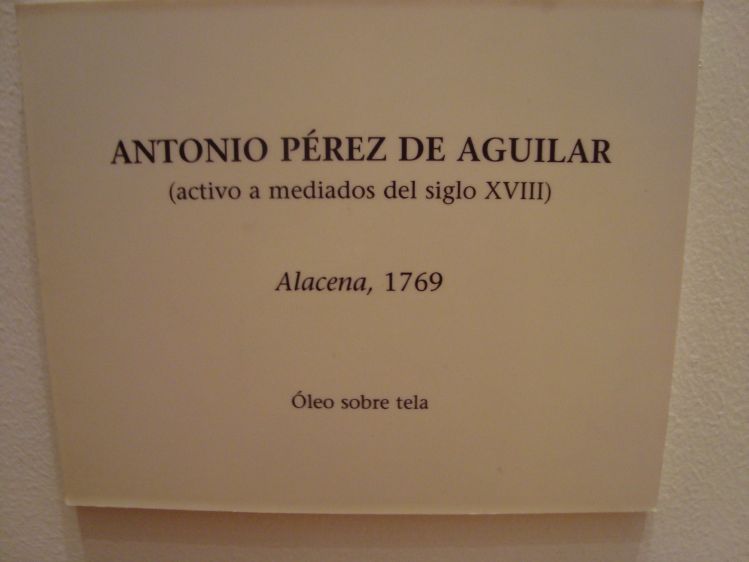 ANTONIO PÉREZ DE AGUILAR
(activo a mediados del siglo XVIII)
Alacena, 1769
Óleo sobre tela